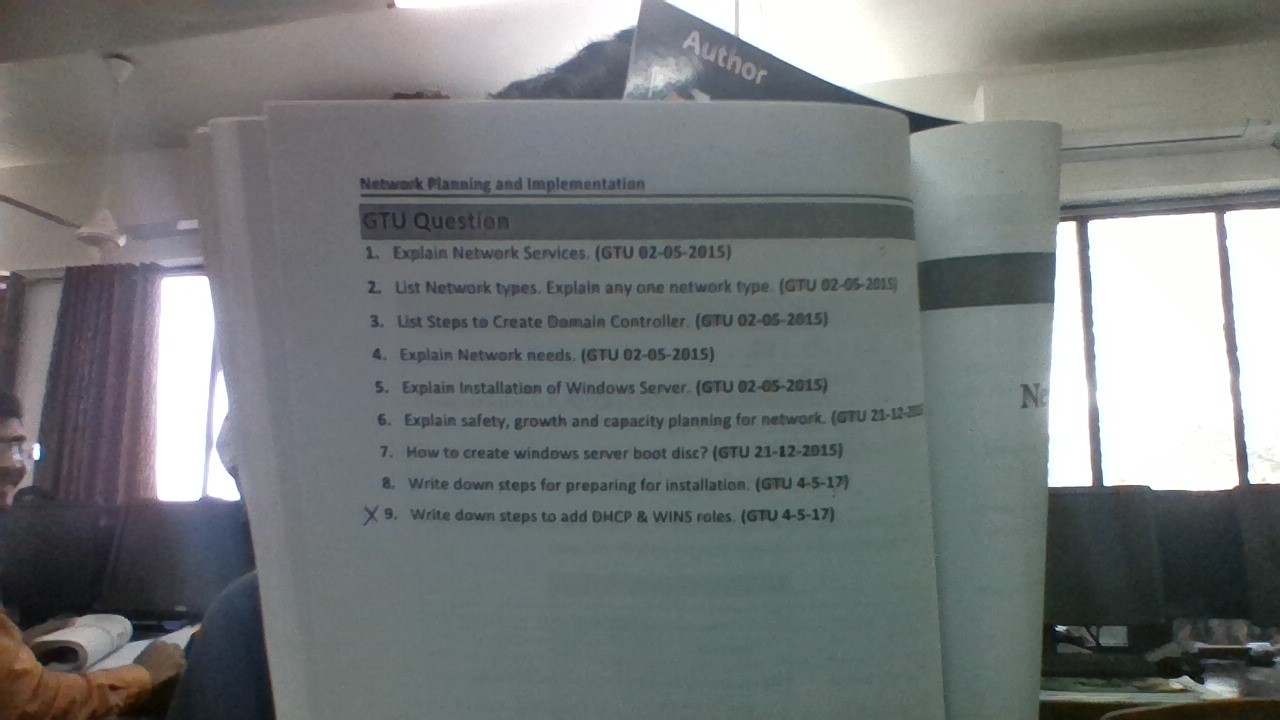 Author
Network Planning and Implementation
GTU Question
1. Explain Network Services. (GTU 02-05-2015)
2. List Network types. Explain any one network type. (GTU 02-05-2015)
3. List Steps to Create Domain Controller. (GTU 02-05-2015)
4. Explain Network needs. (GTU 02-05-2015)
5. Explain Installation of Windows Server. (GTU 02-05-2015)
6. Explain safety, growth and capacity planning for network. (GTU 21-12-2015
7. How to create windows server boot disc? (GTU 21-12-2015)
8. Write down steps for preparing for installation. (GTU 4-5-17)
X 9. Write down steps to add DHCP & WINS roles. (GTU 4-5-17)
Ne